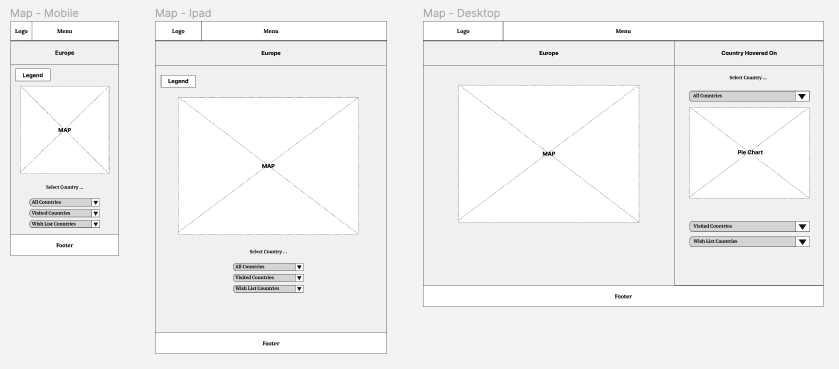 Map - Mobile
Logo
Menu
Europe
Legend
MAP
Select Country ...
All Countries
Visited Countries
Wish List Countries
Footer
Map - Ipad
Logo
Menu
Europe
Legend
MAP
Select Country ...
All Countries
Visited Countries
Wish List Countries
Footer
Map - Desktop
Logo
Menu
Europe
Country Hovered On
MAP
Select Country ...
All Countries
Pie Chart
Visited Countries
Wish List Countries
Footer